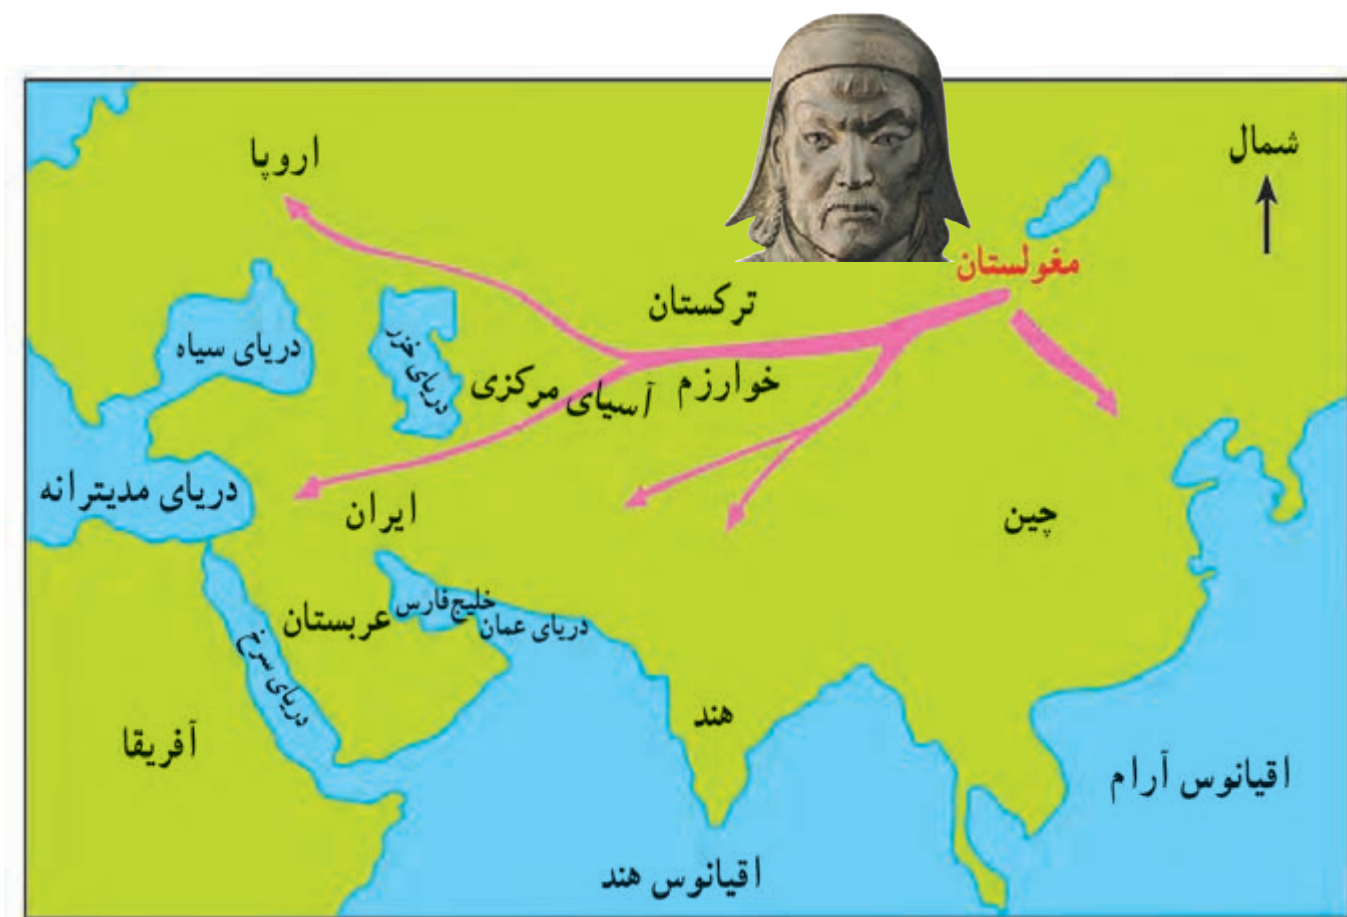 شمال
اروپا
مغولستان
ترکستان
دریای سیاه
دریای خزر
خوارزم
آسیای مرکزی
دریای مدیترانه
ایران
چین
خلیج فارس
دریای عمان
عربستان
دریای سرخ
هند
آفریقا
اقیانوس آرام
اقیانوس هند